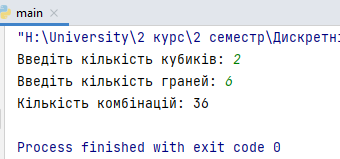 main
"H:\University\2 курс\2 семестр\Дискретні
Введіть кількість кубиків: 2
Введіть кількість граней: 6
Кількість комбінацій: 36
Process finished with exit code 0